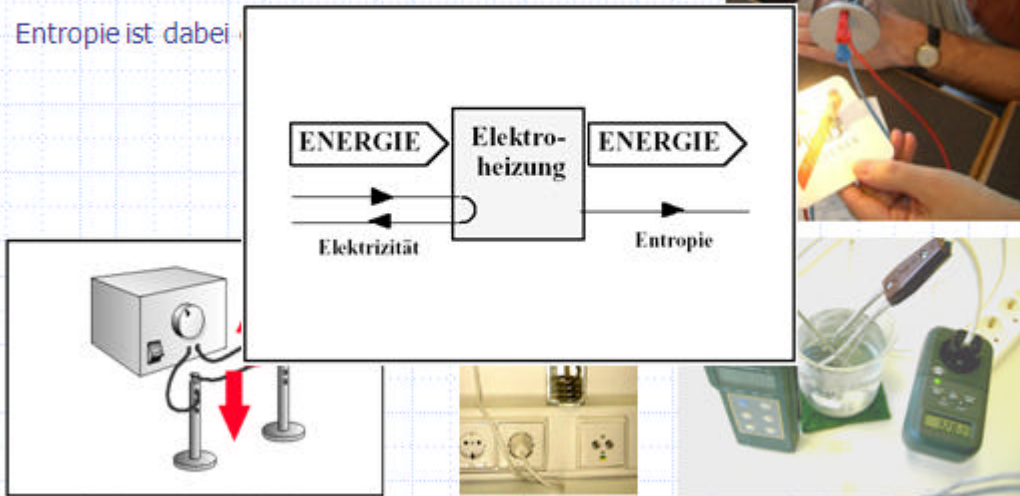 Entropie ist dabei
ENERGIE
Elektro-
heizung
ENERGIE
Elektrizität
Entropie